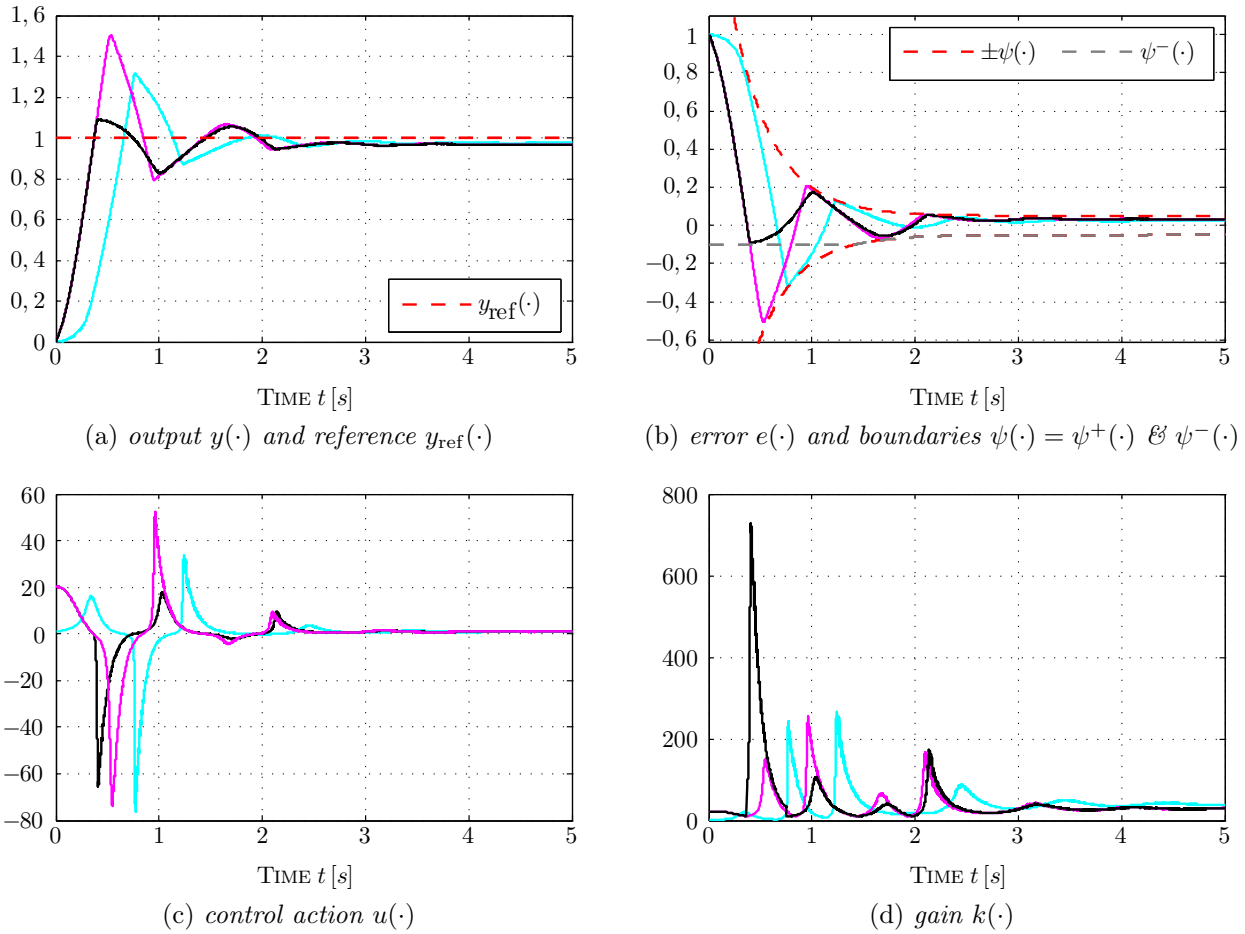 1, 6
1, 4
1, 2
1
0, 8
0, 6
0, 4
0, 2
0
0 1 2 3 4 5
y_ref(·)
TIME t [s]
(a) output y(·) and reference y_ref(·)
1
0, 8
0, 6
0, 4
0, 2
0
−0, 2
−0, 4
−0, 6
0 1 2 3 4 5
±ψ(·) ψ⁻(·)
TIME t [s]
(b) error e(·) and boundaries ψ(·) = ψ⁺(·) & ψ⁻(·)
60
40
20
0
−20
−40
−60
−80
0 1 2 3 4 5
TIME t [s]
(c) control action u(·)
800
600
400
200
0
0 1 2 3 4 5
TIME t [s]
(d) gain k(·)